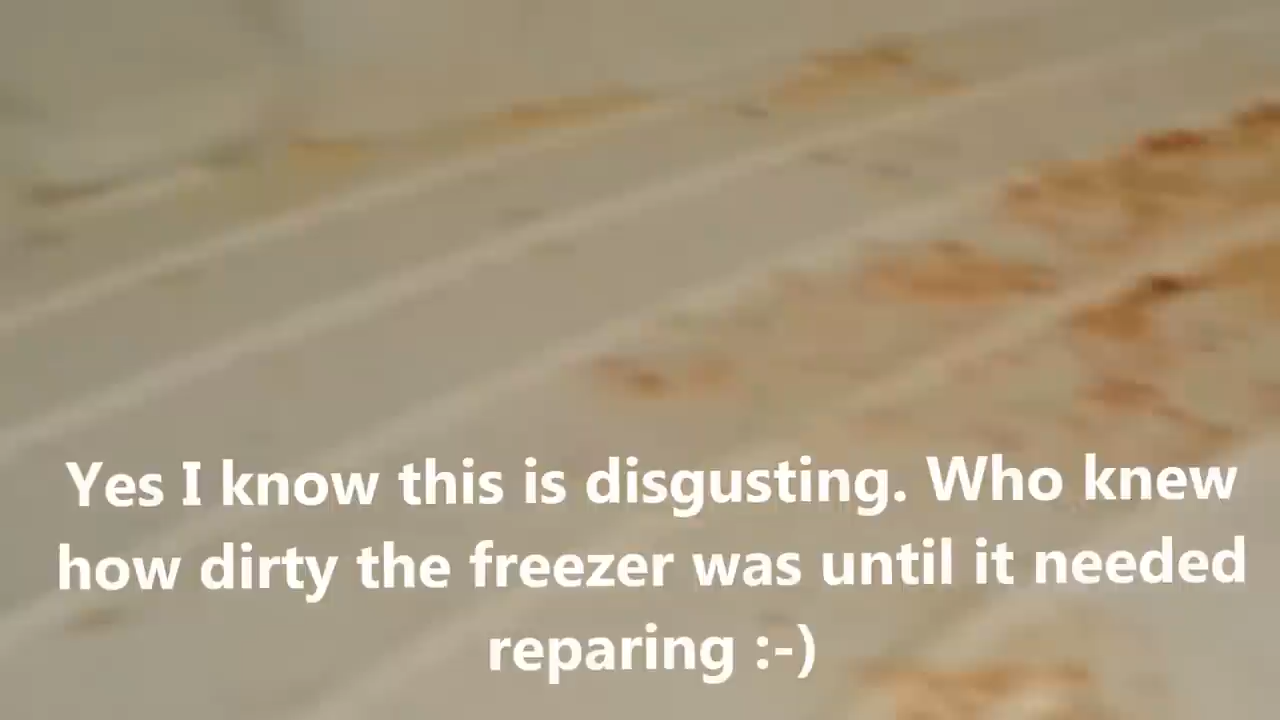 Yes I know this is disgusting. Who knew
how dirty the freezer was until it needed
reparing :-)